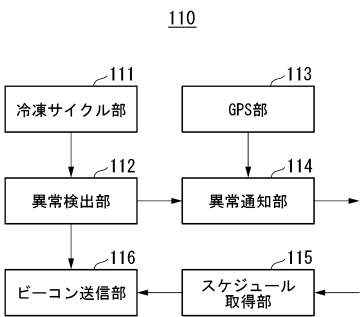 110
111
冷凍サイクル部
113
GPS部
112
異常検出部
114
異常通知部
116
ビーコン送信部
115
スケジュール
取得部